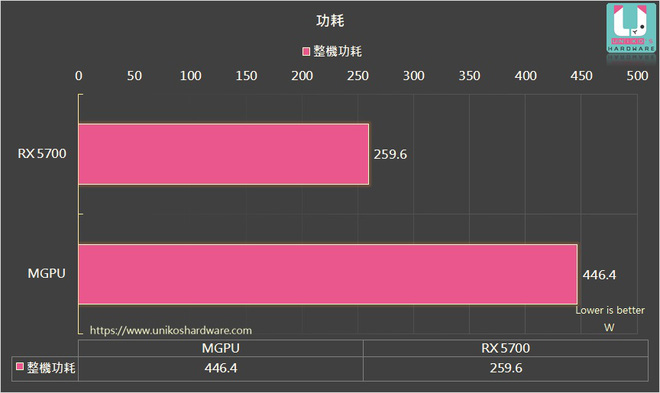 功耗
UNIKO'S
HARDWARE
整機功耗
0 50 100 150 200 250 300 350 400 450 500
RX 5700
259.6
MGPU
446.4
Lower is better
W
https://www.unikoshardware.com
MGPU RX 5700
整機功耗 446.4 259.6